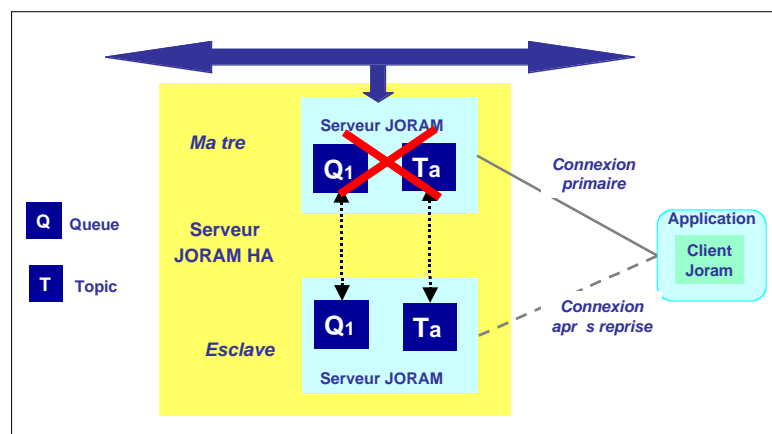 Serveur JORAM
Ma tre
Q1
Ta
Connexion
primaire
Q
Queue
Serveur
JORAM HA
Application
Client
Joram
T
Topic
Q1
Ta
Connexion
apr s reprise
Esclave
Serveur JORAM